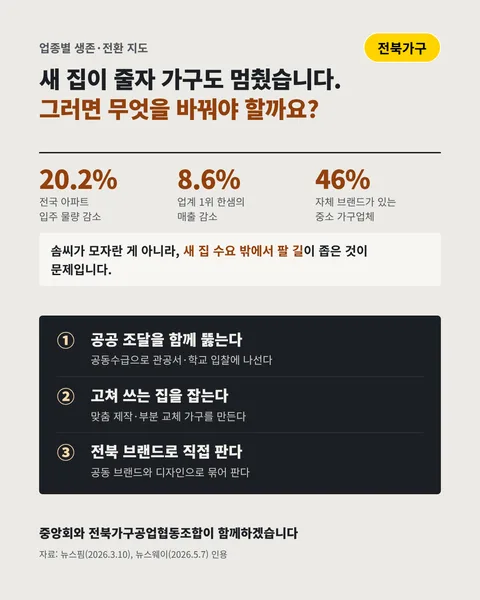 업종별 생존·전환 지도
전북가구
새 집이 줄자 가구도 멈췄습니다.
그러면 무엇을 바꿔야 할까요?
20.2%
전국 아파트
입주 물량 감소
8.6%
업계 1위 한샘의
매출 감소
46%
자체 브랜드가 있는
중소 가구업체
솜씨가 모자란 게 아니라, 새 집 수요 밖에서 팔 길이 좁은 것이
문제입니다.
1
공공 조달을 함께 뚫는다
공동수급으로 관공서·학교 입찰에 나선다
2
고쳐 쓰는 집을 잡는다
맞춤 제작·부분 교체 가구를 만든다
3
전북 브랜드로 직접 판다
공동 브랜드와 디자인으로 묶어 판다
중앙회와 전북가구공업협동조합이 함께하겠습니다
자료: 뉴스핌(2026.3.10), 뉴스웨이(2026.5.7) 인용